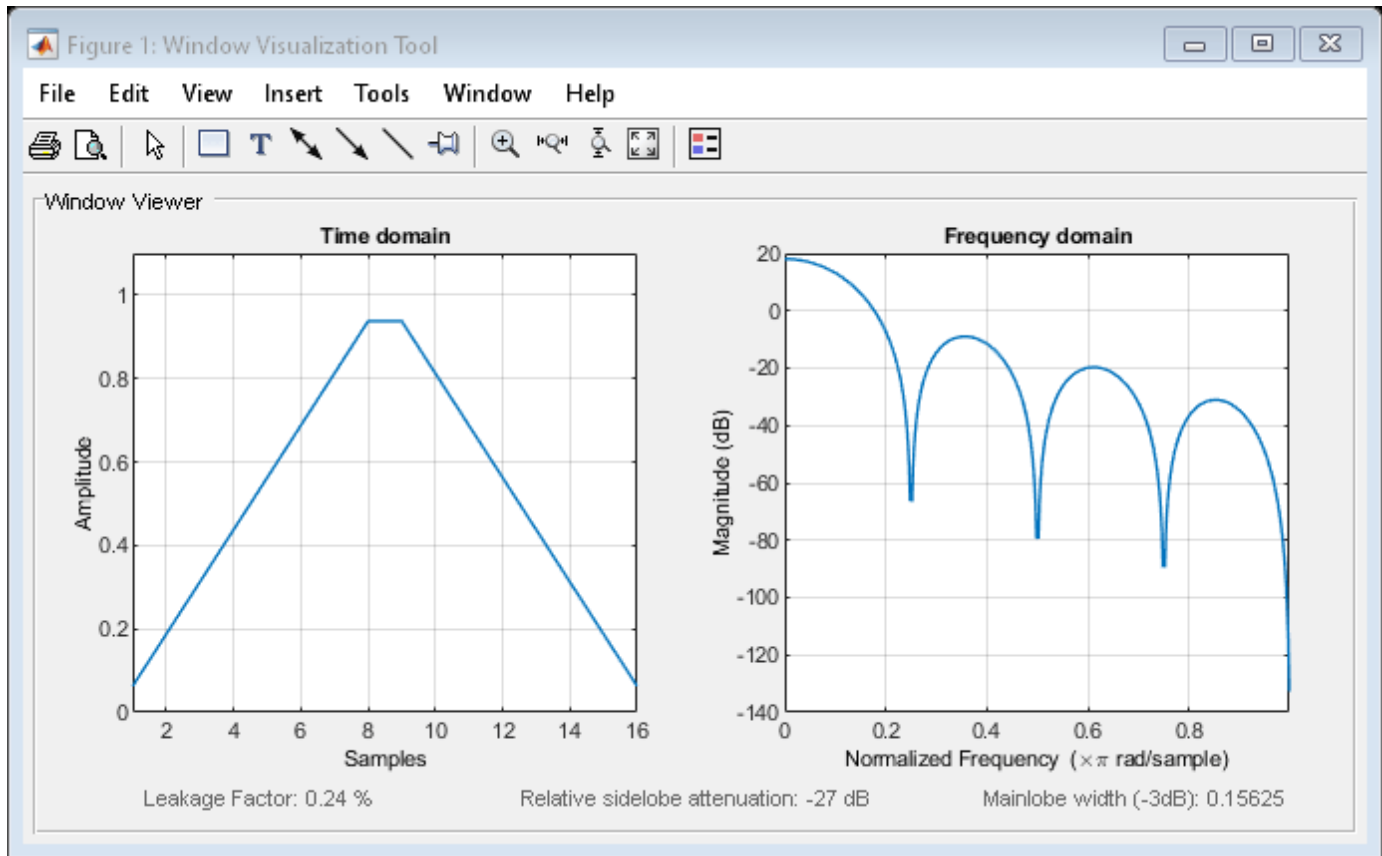 Figure 1: Window Visualization Tool
File Edit View Insert Tools Window Help
T
Window Viewer
Time domain
1
0.8
0.6
0.4
0.2
0
Amplitude
2 4 6 8 10 12 14 16
Samples
Frequency domain
20
0
-20
-40
-60
-80
-100
-120
-140
Magnitude (dB)
0 0.2 0.4 0.6 0.8
Normalized Frequency (×π rad/sample)
Leakage Factor: 0.24 % Relative sidelobe attenuation: -27 dB Mainlobe width (-3dB): 0.15625